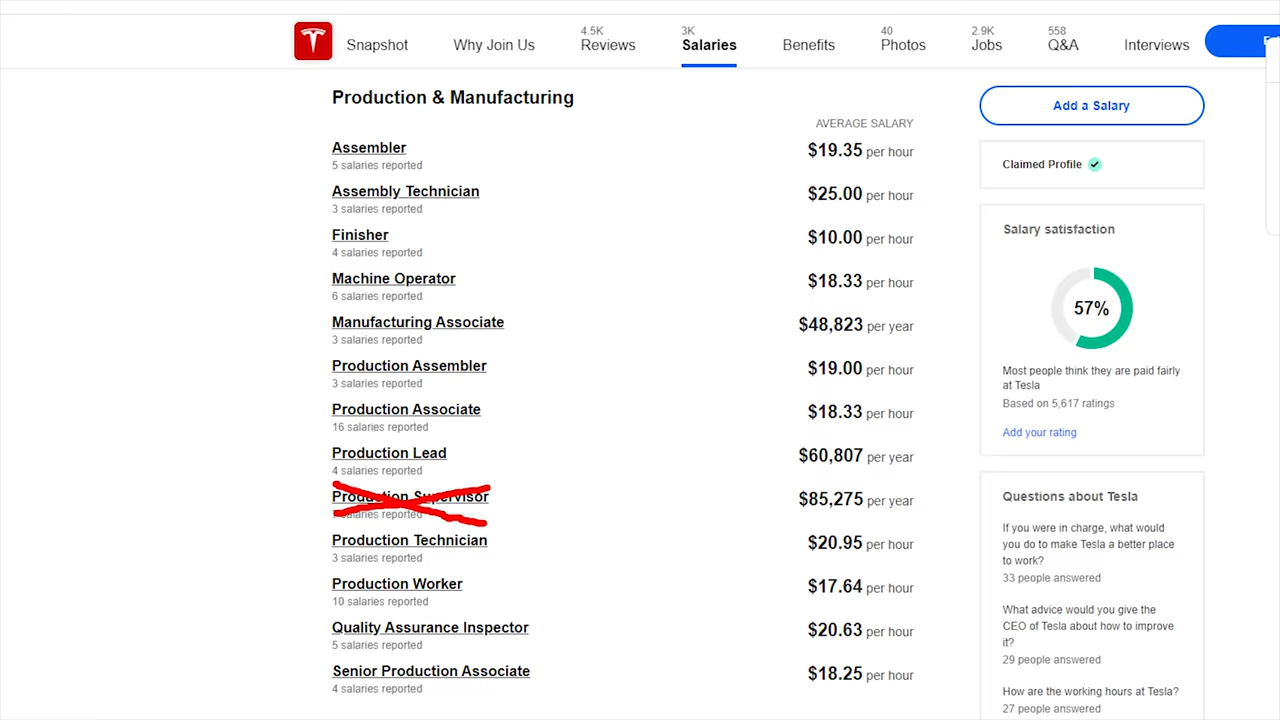 Snapshot
Why Join Us
4.5K
Reviews
3K
Salaries
Benefits
40
Photos
2.9K
Jobs
558
Q&A
Interviews
Production & Manufacturing
AVERAGE SALARY
Assembler
$19.35 per hour
5 salaries reported
Assembly Technician
$25.00 per hour
3 salaries reported
Finisher
$10.00 per hour
4 salaries reported
Machine Operator
$18.33 per hour
6 salaries reported
Manufacturing Associate
$48,823 per year
3 salaries reported
Production Assembler
$19.00 per hour
3 salaries reported
Production Associate
$18.33 per hour
16 salaries reported
Production Lead
$60,807 per year
4 salaries reported
Production Supervisor
$85,275 per year
salaries reported
Production Technician
$20.95 per hour
3 salaries reported
Production Worker
$17.64 per hour
10 salaries reported
Quality Assurance Inspector
$20.63 per hour
5 salaries reported
Senior Production Associate
$18.25 per hour
4 salaries reported
Add a Salary
Claimed Profile
Salary satisfaction
57%
Most people think they are paid fairly
at Tesla
Based on 5,617 ratings
Add your rating
Questions about Tesla
If you were in charge, what would
you do to make Tesla a better place
to work?
33 people answered
What advice would you give the
CEO of Tesla about how to improve
it?
29 people answered
How are the working hours at Tesla?
27 people answered